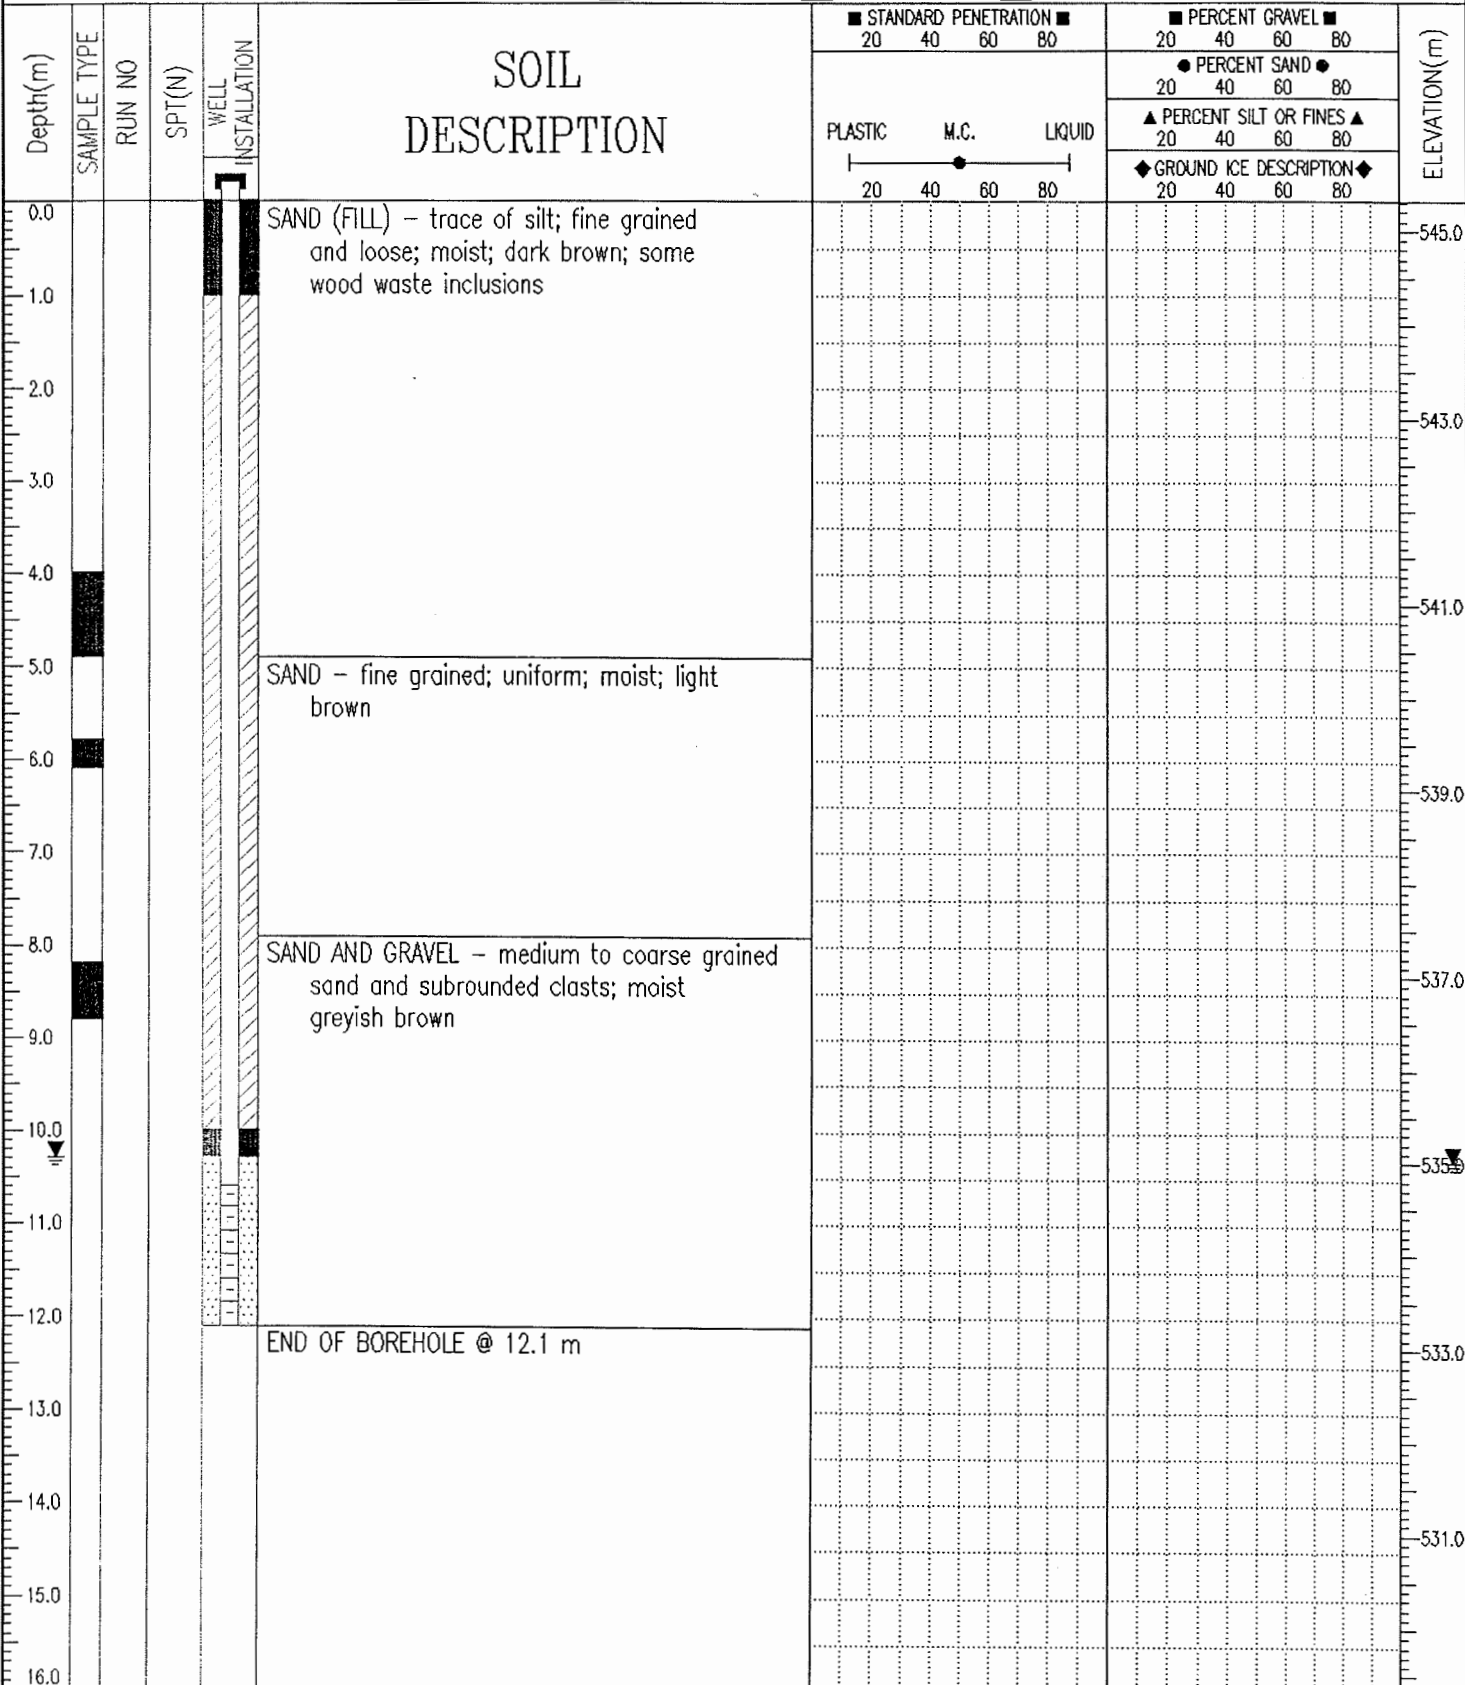 Depth(m)
SAMPLE TYPE
RUN NO
SPT(N)
WELL
INSTALLATION
SOIL
DESCRIPTION
■ STANDARD PENETRATION ■
20 40 60 80
PLASTIC M.C. LIQUID
20 40 60 80
■ PERCENT GRAVEL ■
20 40 60 80
● PERCENT SAND ●
20 40 60 80
▲ PERCENT SILT OR FINES ▲
20 40 60 80
◆ GROUND ICE DESCRIPTION ◆
20 40 60 80
ELEVATION(m)
0.0
1.0
2.0
3.0
4.0
5.0
6.0
7.0
8.0
9.0
10.0
11.0
12.0
13.0
14.0
15.0
16.0
SAND (FILL) – trace of silt; fine grained
and loose; moist; dark brown; some
wood waste inclusions
SAND – fine grained; uniform; moist; light
brown
SAND AND GRAVEL – medium to coarse grained
sand and subrounded clasts; moist
greyish brown
END OF BOREHOLE @ 12.1 m
545.0
543.0
541.0
539.0
537.0
535.0
533.0
531.0